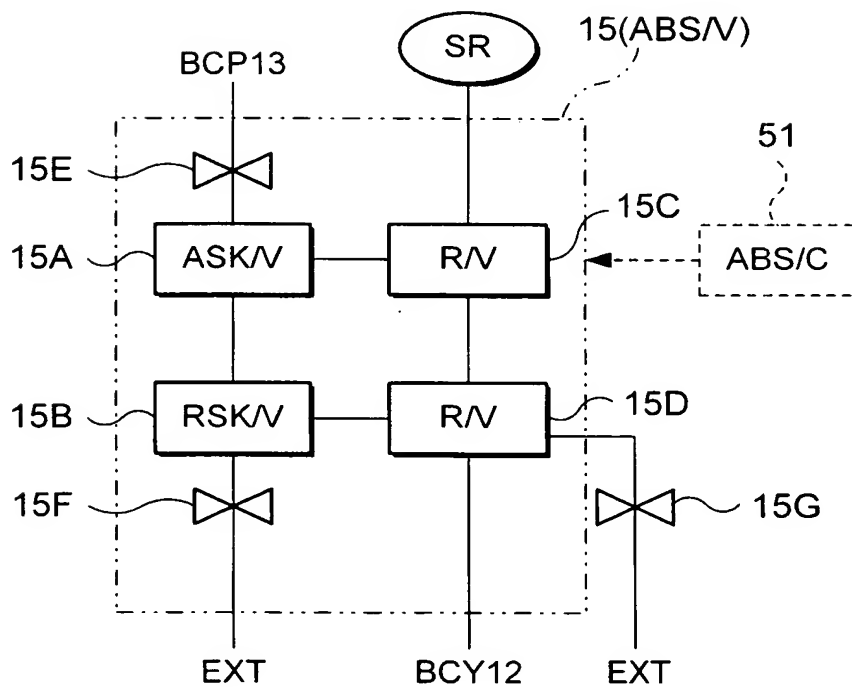 SR
15(ABS/V)
BCP13
15E
51
15C
15A
ASK/V
R/V
ABS/C
15B
RSK/V
R/V
15D
15F
15G
EXT
BCY12
EXT